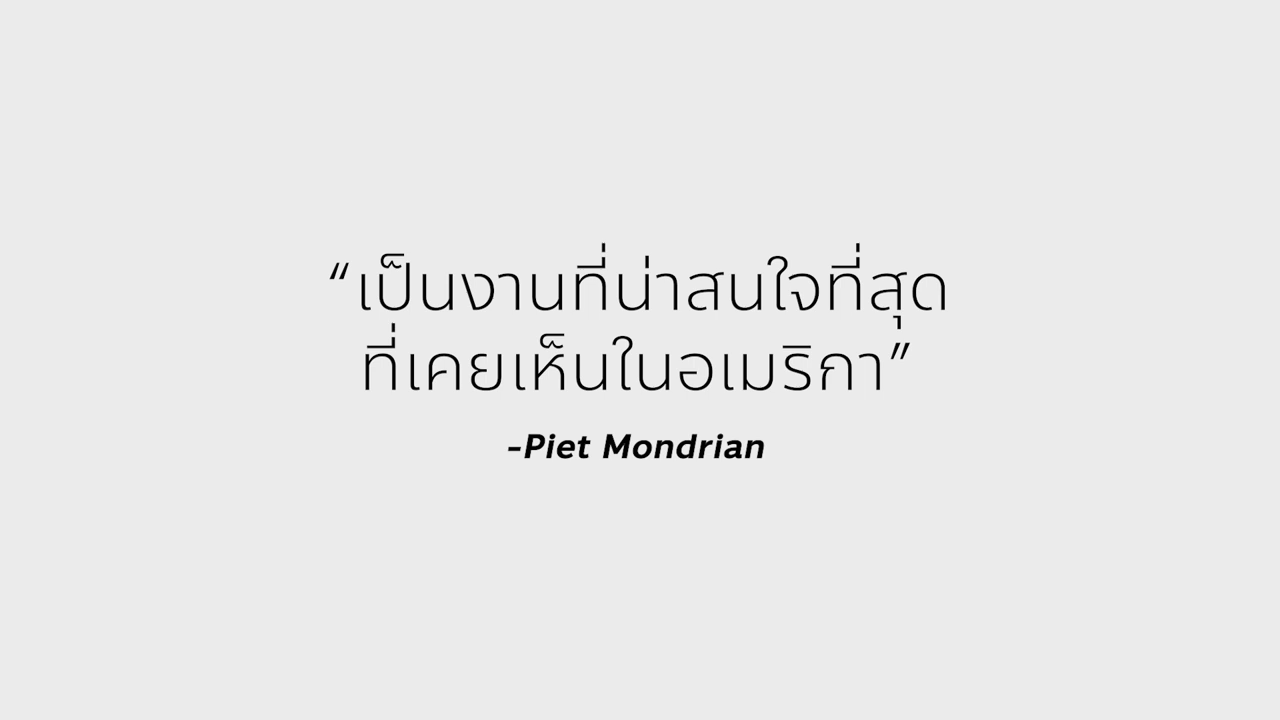 “เป็นงานที่น่าสนใจที่สุด
ที่เคยเห็นในอเมริกา”
-Piet Mondrian